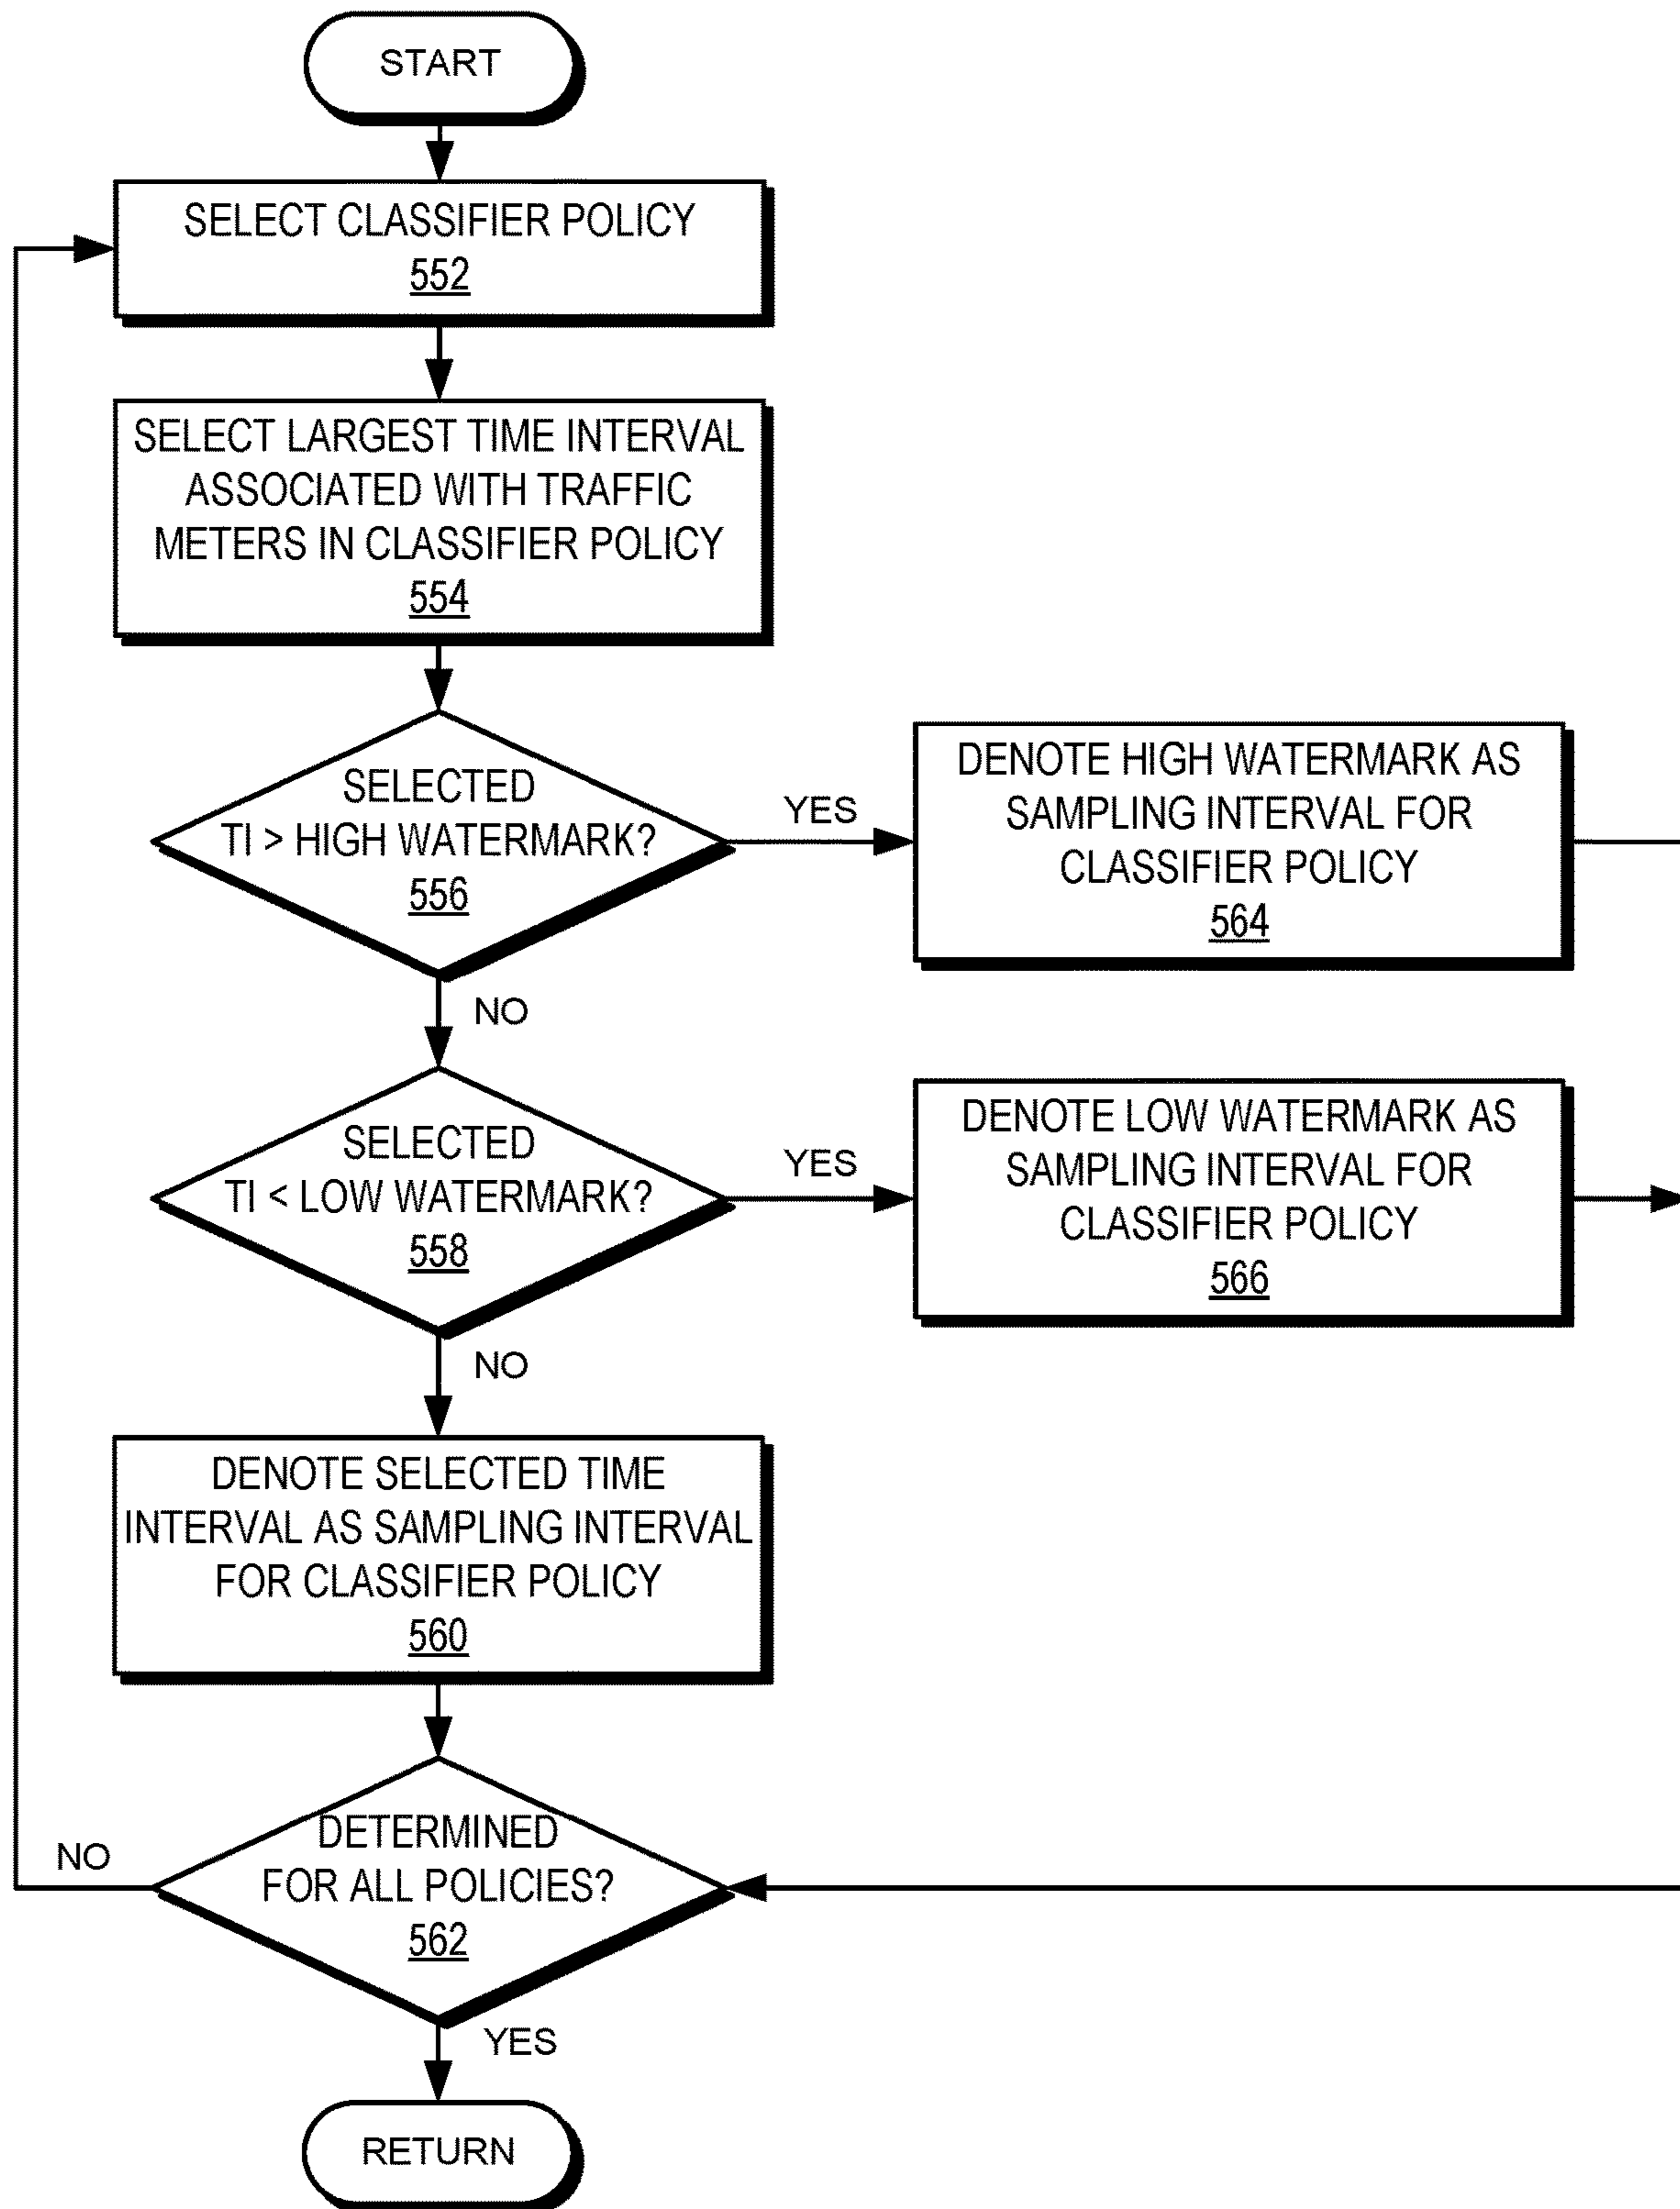 START
SELECT CLASSIFIER POLICY
552
SELECT LARGEST TIME INTERVAL
ASSOCIATED WITH TRAFFIC
METERS IN CLASSIFIER POLICY
554
SELECTED
TI > HIGH WATERMARK?
556
YES
DENOTE HIGH WATERMARK AS
SAMPLING INTERVAL FOR
CLASSIFIER POLICY
564
NO
SELECTED
TI < LOW WATERMARK?
558
YES
DENOTE LOW WATERMARK AS
SAMPLING INTERVAL FOR
CLASSIFIER POLICY
566
NO
DENOTE SELECTED TIME
INTERVAL AS SAMPLING INTERVAL
FOR CLASSIFIER POLICY
560
DETERMINED
FOR ALL POLICIES?
562
NO
YES
RETURN